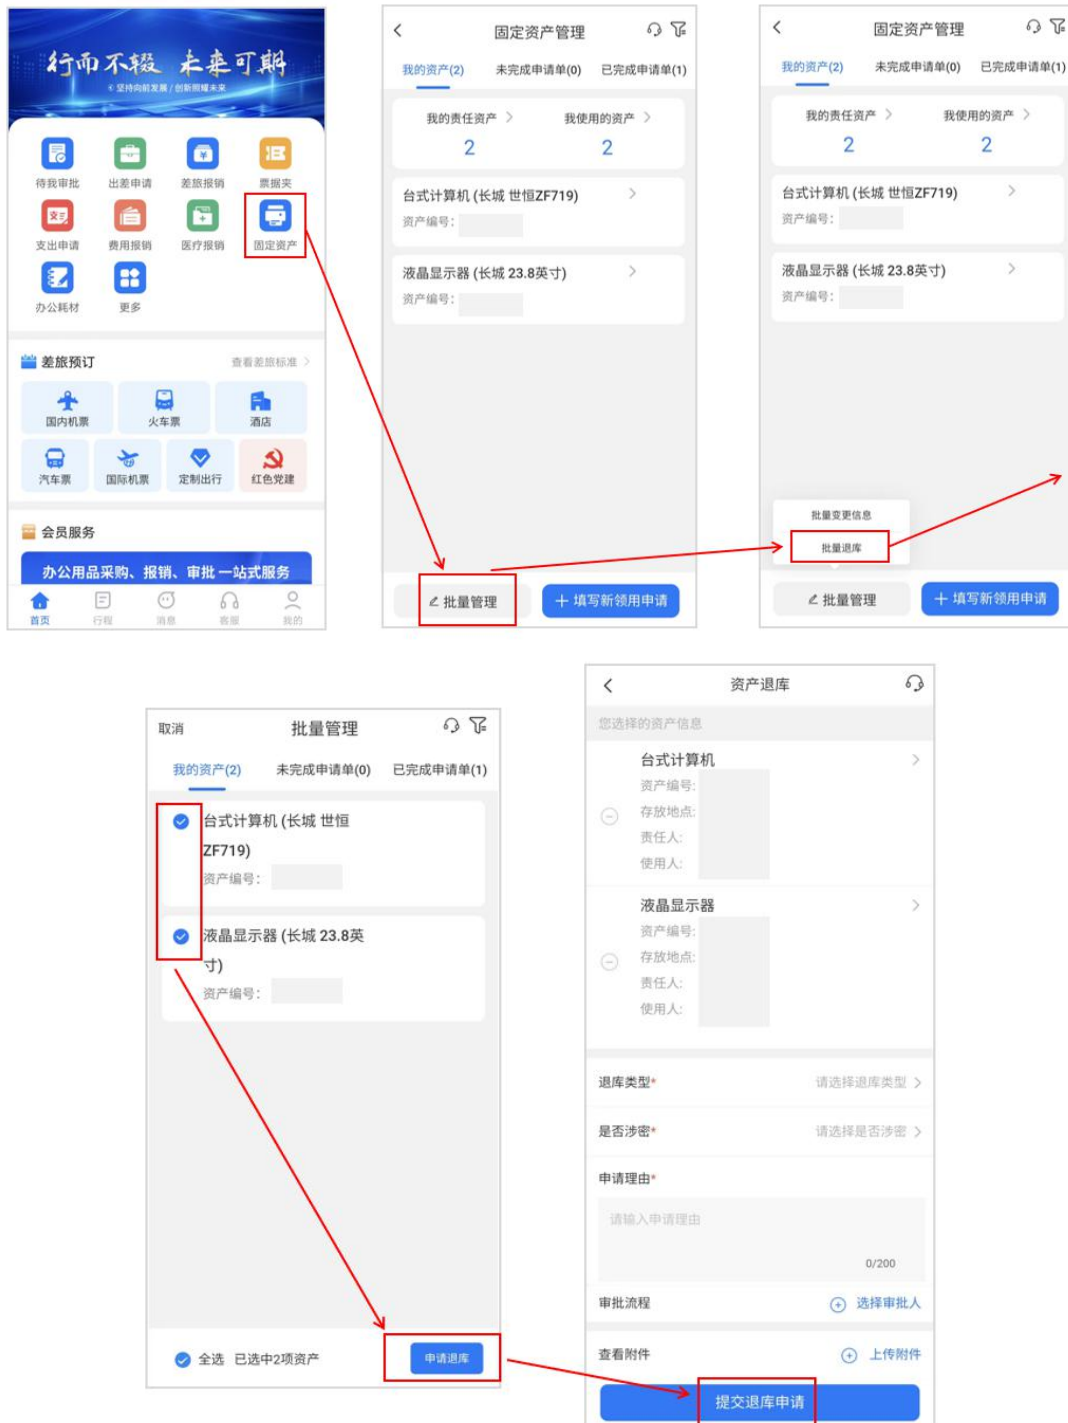 行而不辍 未来可期
坚持向前发展 / 创新照耀未来
待我审批 出差申请 差旅报销 票据夹
支出申请 费用报销 医疗报销 固定资产
办公耗材 更多
差旅预订 查看差旅标准 >
国内机票 火车票 酒店
汽车票 国际机票 定制出行 红色党建
会员服务
办公用品采购、报销、审批一站式服务
首页 行程 消息 客服 我的
固定资产管理
我的资产(2) 未完成申请单(0) 已完成申请单(1)
我的责任资产 > 我使用的资产 >
2 2
台式计算机 (长城 世恒ZF719) >
资产编号:
液晶显示器 (长城 23.8英寸) >
资产编号:
批量管理 + 填写新领用申请
固定资产管理
我的资产(2) 未完成申请单(0) 已完成申请单(1)
我的责任资产 > 我使用的资产 >
2 2
台式计算机 (长城 世恒ZF719) >
资产编号:
液晶显示器 (长城 23.8英寸) >
资产编号:
批量变更信息
批量退库
批量管理 + 填写新领用申请
取消 批量管理
我的资产(2) 未完成申请单(0) 已完成申请单(1)
台式计算机 (长城 世恒
ZF719)
资产编号:
液晶显示器 (长城 23.8英
寸)
资产编号:
全选 已选中2项资产 申请退库
资产退库
您选择的资产信息
台式计算机 >
资产编号:
存放地点:
责任人:
使用人:
液晶显示器 >
资产编号:
存放地点:
责任人:
使用人:
退库类型* 请选择退库类型 >
是否涉密* 请选择是否涉密 >
申请理由*
请输入申请理由
0/200
审批流程 选择审批人
查看附件 上传附件
提交退库申请